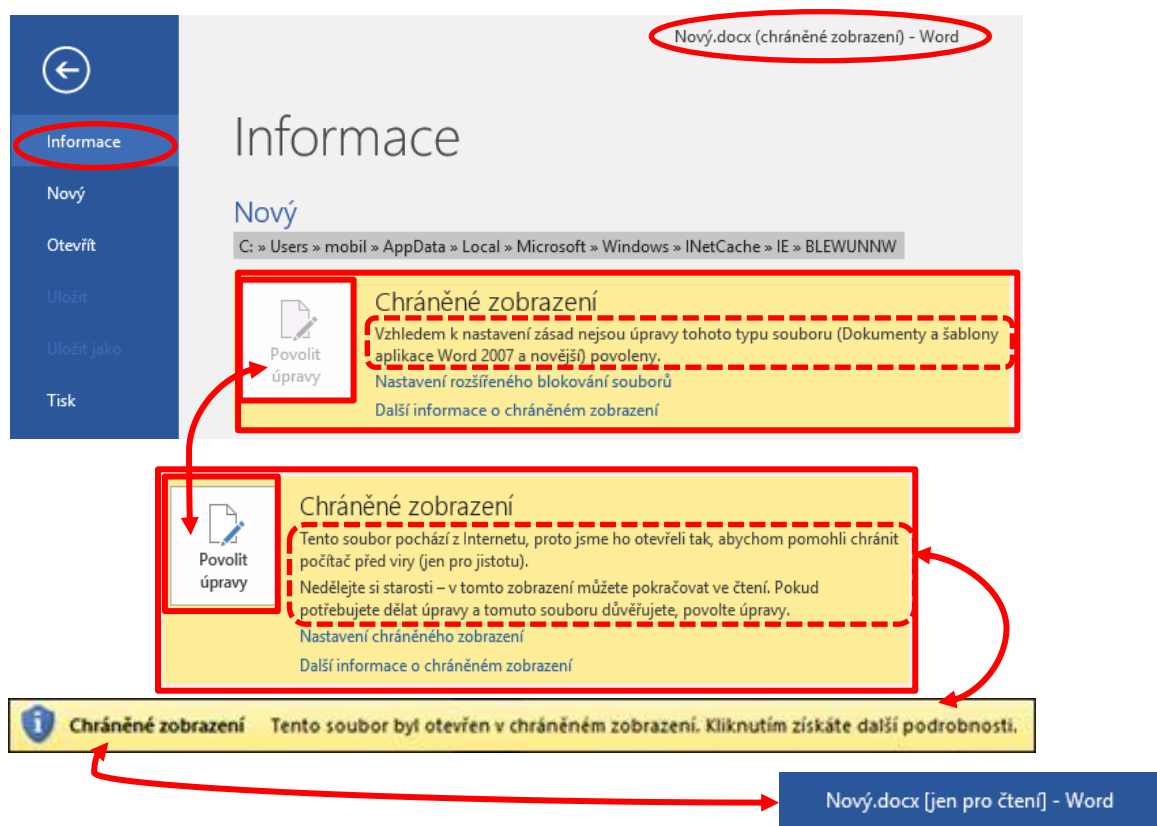 Nový.docx (chráněné zobrazení) - Word
Informace
Nový
Otevřít
Uložit
Uložit jako
Tisk
Informace
Nový
C: » Users » mobil » AppData » Local » Microsoft » Windows » INetCache » IE » BLEWUNNW
Povolit
úpravy
Chráněné zobrazení
Vzhledem k nastavení zásad nejsou úpravy tohoto typu souboru (Dokumenty a šablony
aplikace Word 2007 a novější) povoleny.
Nastavení rozšířeného blokování souborů
Další informace o chráněném zobrazení
Povolit
úpravy
Chráněné zobrazení
Tento soubor pochází z Internetu, proto jsme ho otevřeli tak, abychom pomohli chránit
počítač před viry (jen pro jistotu).
Nedělejte si starosti – v tomto zobrazení můžete pokračovat ve čtení. Pokud
potřebujete dělat úpravy a tomuto souboru důvěřujete, povolte úpravy.
Nastavení chráněného zobrazení
Další informace o chráněném zobrazení
Chráněné zobrazení Tento soubor byl otevřen v chráněném zobrazení. Kliknutím získáte další podrobnosti.
Nový.docx [jen pro čtení] - Word